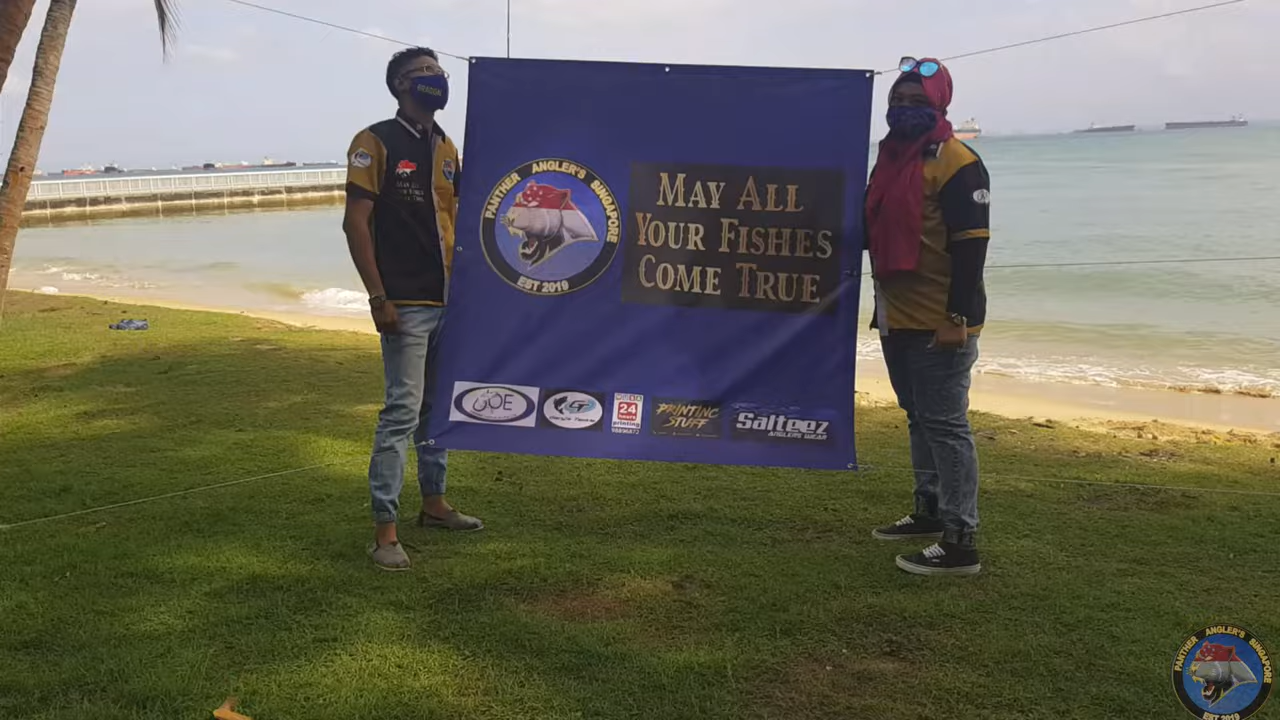 PANTHER ANGLER'S SINGAPORE
EST 2019
MAY ALL
YOUR FISHES
COME TRUE
24
hours
printing
PRINTING
STUFF
Salteez
ANGLERS WEAR
PANTHER ANGLER'S SINGAPORE
EST 2019